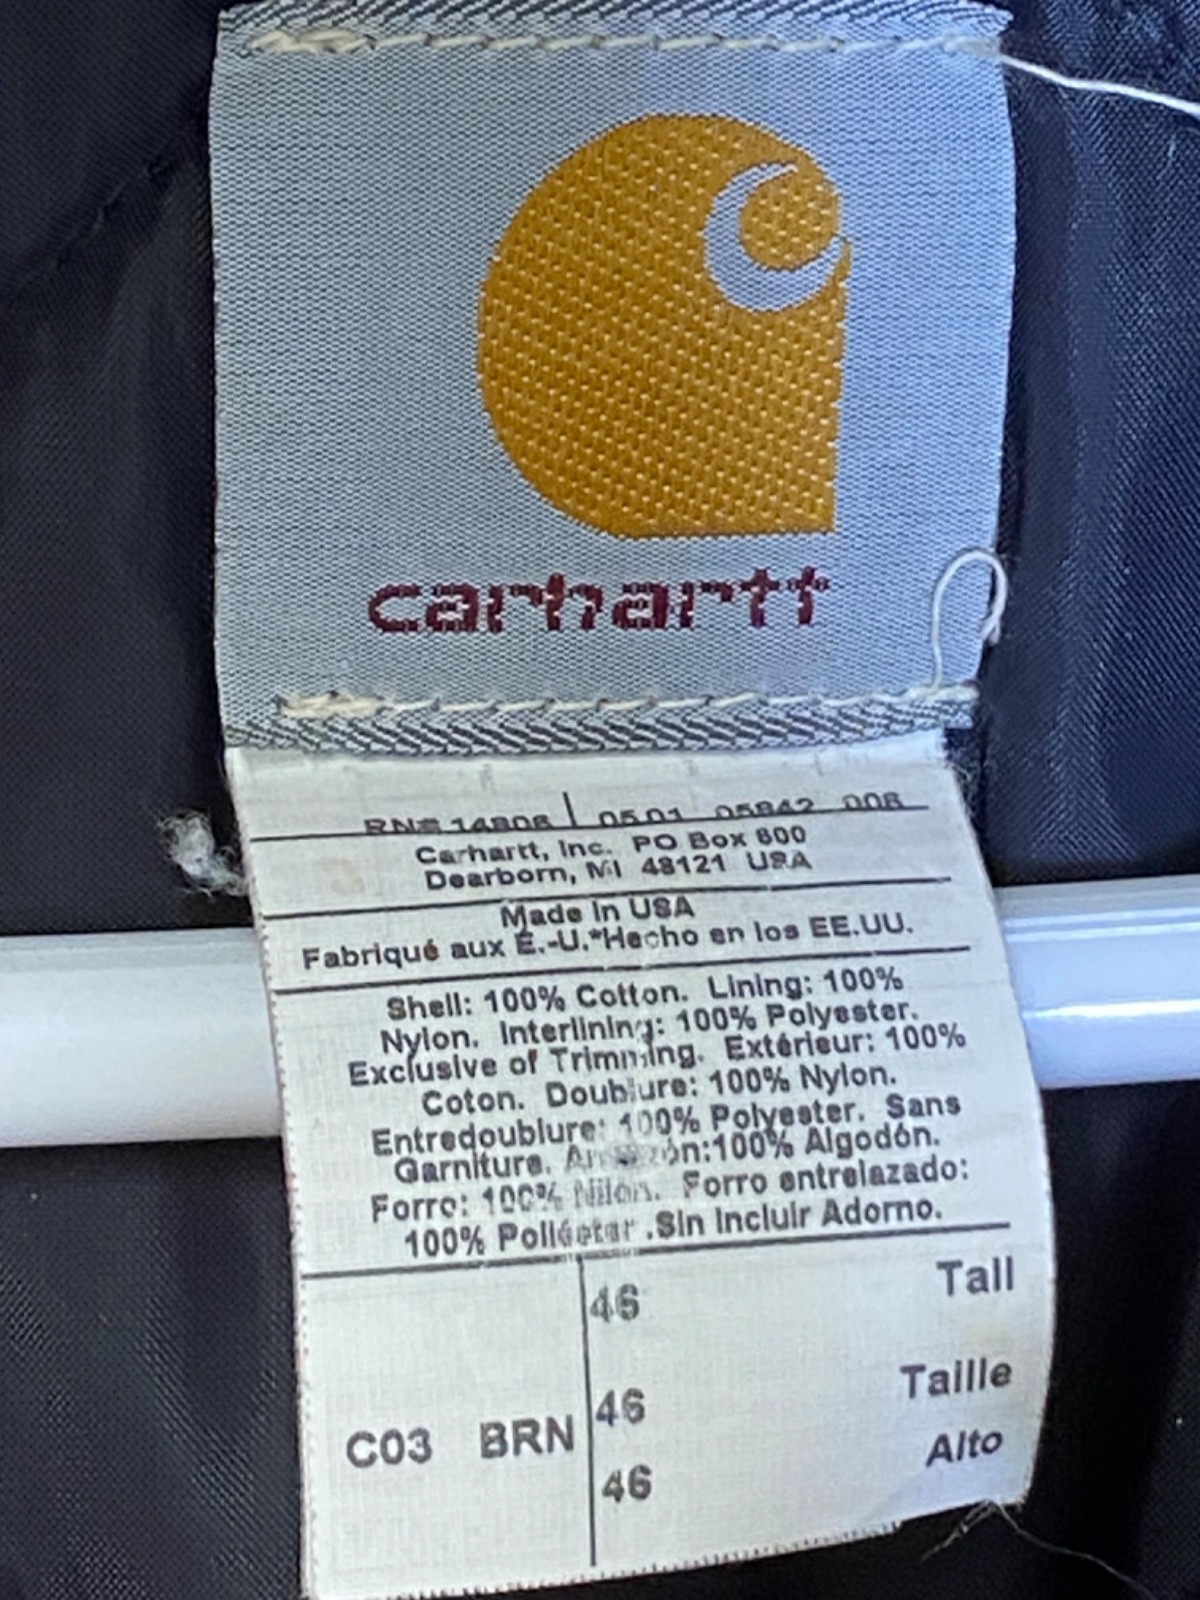 carhartt
RN# 14806 0501 05842 006
Carhartt, Inc. PO Box 600
Dearborn, MI 48121 USA
Made in USA
Fabriqué aux É.-U.*Hecho en los EE.UU.
Shell: 100% Cotton. Lining: 100%
Nylon. Interlining: 100% Polyester.
Exclusive of Trimming. Extérieur: 100%
Coton. Doublure: 100% Nylon.
Entredoublure: 100% Polyester. Sans
Garniture. :100% Algodón.
Forro: 100% Nilon. Forro entrelazado:
100% Poliéster .Sin Incluir Adorno.
46 Tall
46 Taille
C03 BRN
46 Alto